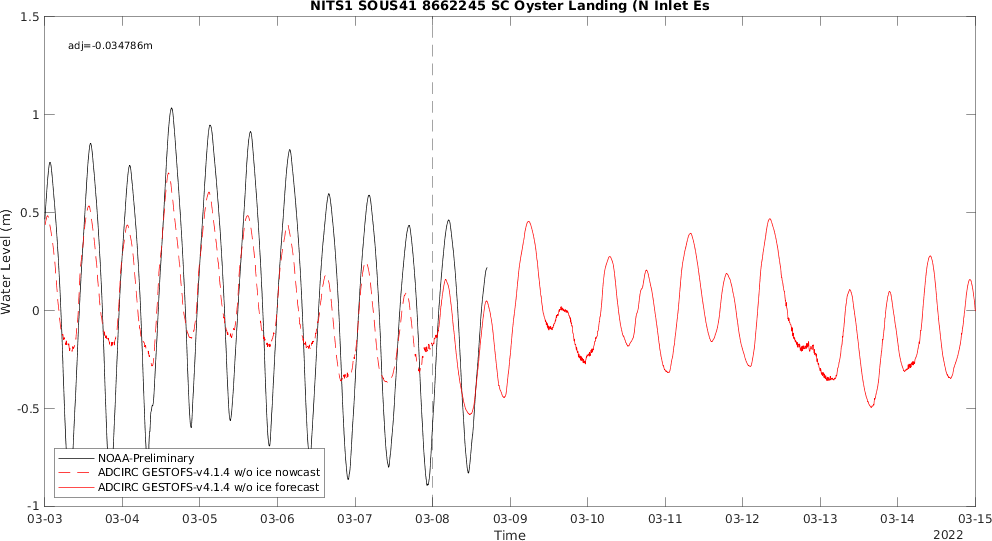 NITS1 SOUS41 8662245 SC Oyster Landing (N Inlet Es
adj=-0.034786m
Water Level (m)
1.5
1
0.5
0
-0.5
-1
NOAA-Preliminary
ADCIRC GESTOFS-v4.1.4 w/o ice nowcast
ADCIRC GESTOFS-v4.1.4 w/o ice forecast
03-03 03-04 03-05 03-06 03-07 03-08 03-09 03-10 03-11 03-12 03-13 03-14 03-15
Time
2022